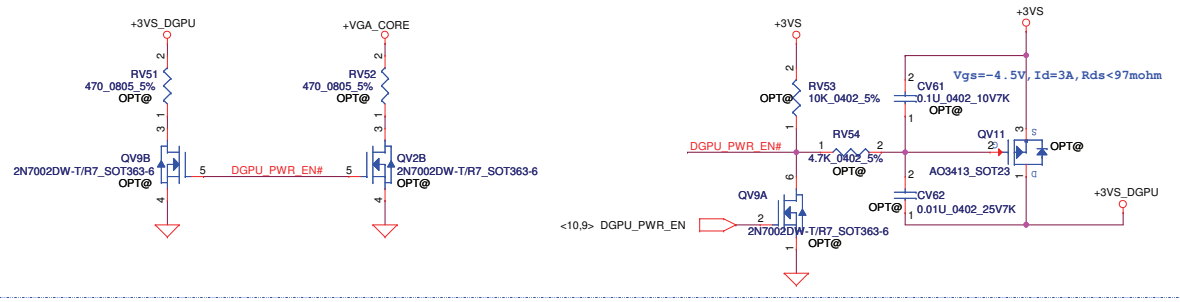 +3VS_DGPU
2
RV51
470_0805_5%
OPT@
1
3
QV9B
2N7002DW-T/R7_SOT363-6
OPT@
5
4
DGPU_PWR_EN#
+VGA_CORE
2
RV52
470_0805_5%
OPT@
1
3
5
QV2B
2N7002DW-T/R7_SOT363-6
OPT@
4
+3VS
2
RV53
OPT@
10K_0402_5%
1
DGPU_PWR_EN#
1
RV54
2
4.7K_0402_5%
6
QV9A
<10,9> DGPU_PWR_EN
2
2N7002DW-T/R7_SOT363-6
OPT@
1
+3VS
Vgs=-4.5V,Id=3A,Rds<97mohm
2
CV61
0.1U_0402_10V7K
OPT@
1
QV11
3
S
2
G
OPT@
AO3413_SOT23
1
D
2
CV62
OPT@
0.01U_0402_25V7K
1
+3VS_DGPU